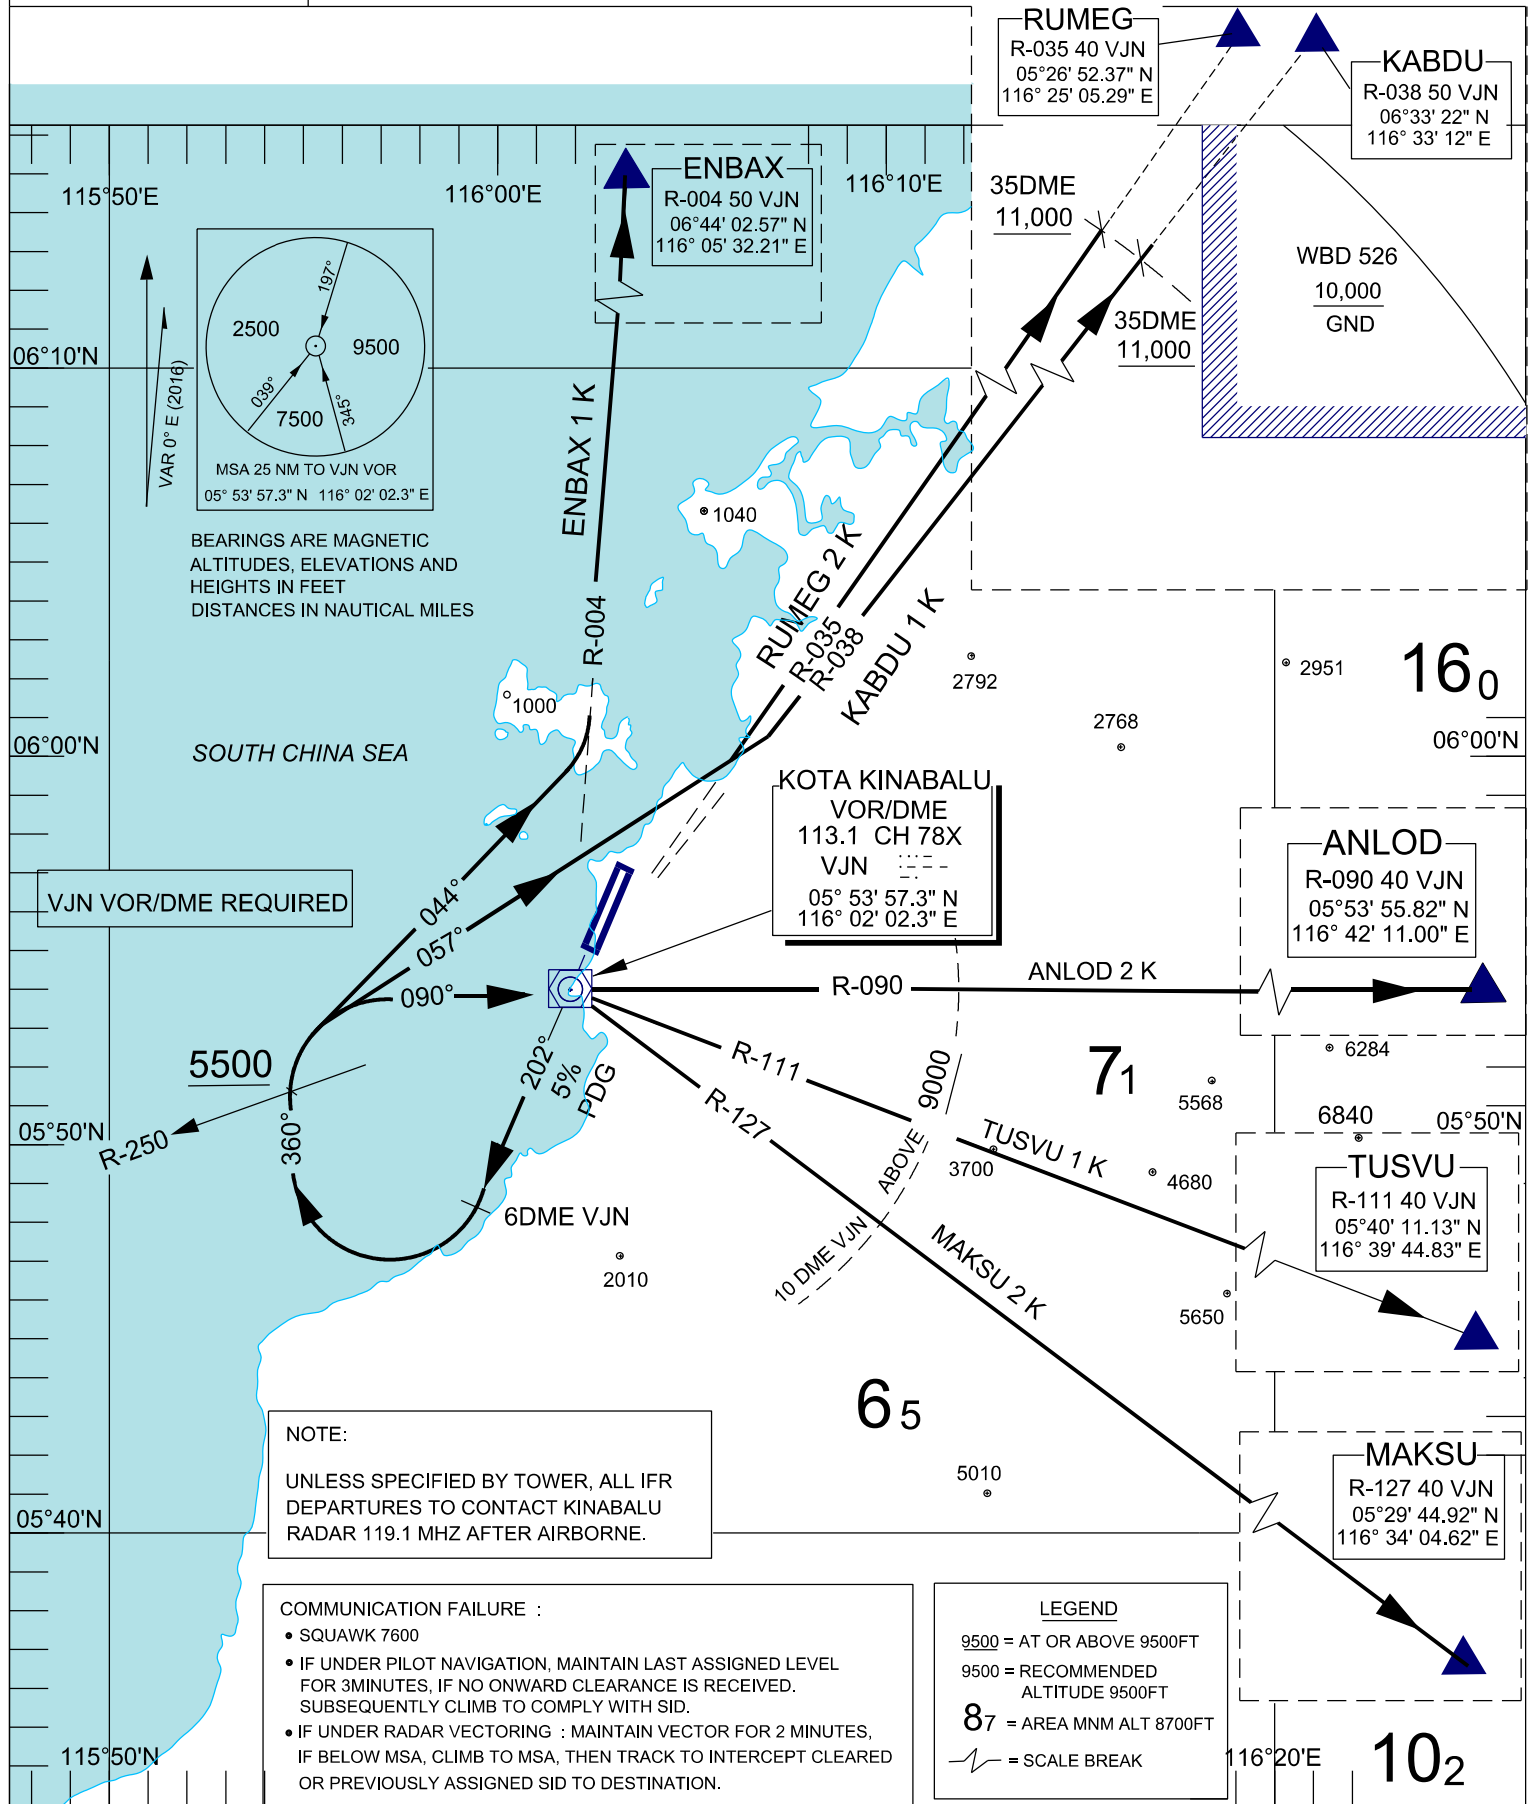 RUMEG
R-035 40 VJN
05°26' 52.37" N
116° 25' 05.29" E
KABDU
R-038 50 VJN
06°33' 22" N
116° 33' 12" E
ENBAX
R-004 50 VJN
06°44' 02.57" N
116° 05' 32.21" E
115°50'E
116°00'E
116°10'E
35DME
11,000
35DME
11,000
WBD 526
10,000
GND
197°
2500
9500
039°
7500
345°
MSA 25 NM TO VJN VOR
05° 53' 57.3" N 116° 02' 02.3" E
VAR 0° E (2016)
06°10'N
BEARINGS ARE MAGNETIC
ALTITUDES, ELEVATIONS AND
HEIGHTS IN FEET
DISTANCES IN NAUTICAL MILES
ENBAX 1 K
R-004
1040
RUMEG 2 K
R-035
R-038
KABDU 1 K
2792
2951
2768
16 0
1000
06°00'N
06°00'N
SOUTH CHINA SEA
KOTA KINABALU
VOR/DME
113.1 CH 78X
VJN
05° 53' 57.3" N
116° 02' 02.3" E
ANLOD
R-090 40 VJN
05°53' 55.82" N
116° 42' 11.00" E
VJN VOR/DME REQUIRED
044°
057°
090°
R-090
ANLOD 2 K
5500
R-250
360°
202°
5%
PDG
R-111
R-127
9000
ABOVE
10 DME VJN
71
6284
5568
6840
05°50'N
05°50'N
TUSVU 1 K
3700
4680
TUSVU
R-111 40 VJN
05°40' 11.13" N
116° 39' 44.83" E
6DME VJN
2010
MAKSU 2 K
5650
6 5
5010
MAKSU
R-127 40 VJN
05°29' 44.92" N
116° 34' 04.62" E
05°40'N
NOTE:
UNLESS SPECIFIED BY TOWER, ALL IFR
DEPARTURES TO CONTACT KINABALU
RADAR 119.1 MHZ AFTER AIRBORNE.
COMMUNICATION FAILURE :
• SQUAWK 7600
• IF UNDER PILOT NAVIGATION, MAINTAIN LAST ASSIGNED LEVEL
FOR 3MINUTES, IF NO ONWARD CLEARANCE IS RECEIVED.
SUBSEQUENTLY CLIMB TO COMPLY WITH SID.
• IF UNDER RADAR VECTORING : MAINTAIN VECTOR FOR 2 MINUTES,
IF BELOW MSA, CLIMB TO MSA, THEN TRACK TO INTERCEPT CLEARED
OR PREVIOUSLY ASSIGNED SID TO DESTINATION.
LEGEND
9500 = AT OR ABOVE 9500FT
9500 = RECOMMENDED
ALTITUDE 9500FT
87 = AREA MNM ALT 8700FT
= SCALE BREAK
115°50'N
116°20'E
102